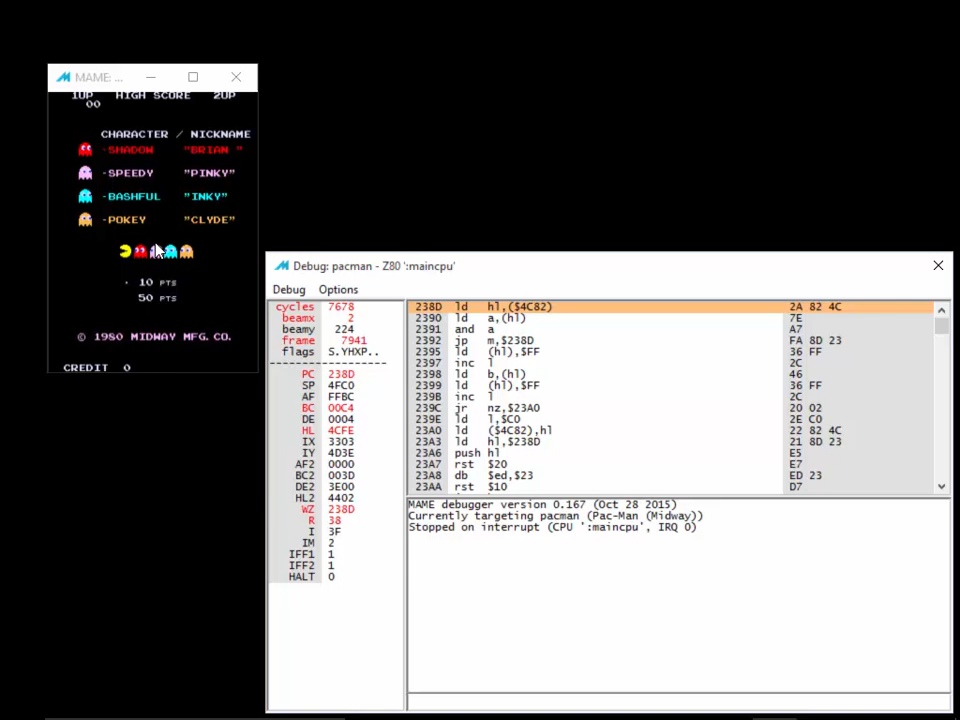 MAME: ...
1UP HIGH SCORE 2UP
00
CHARACTER / NICKNAME
-SHADOW "BRIAN "
-SPEEDY "PINKY"
-BASHFUL "INKY"
-POKEY "CLYDE"
10 PTS
50 PTS
© 1980 MIDWAY MFG. CO.
CREDIT 0
Debug: pacman - Z80 ':maincpu'
Debug Options
cycles 7678
beamx 2
beamy 224
frame 7941
flags S.YHXP..
PC 238D
SP 4FC0
AF FFBC
BC 00C4
DE 0004
HL 4CFE
IX 3303
IY 4D3E
AF2 0000
BC2 003D
DE2 3E00
HL2 4402
WZ 238D
R 38
I 3F
IM 2
IFF1 1
IFF2 1
HALT 0
238D ld hl,($4C82) 2A 82 4C
2390 ld a,(hl) 7E
2391 and a A7
2392 jp m,$238D FA 8D 23
2395 ld (hl),$FF 36 FF
2397 inc l 2C
2398 ld b,(hl) 46
2399 ld (hl),$FF 36 FF
239B inc l 2C
239C jr nz,$23A0 20 02
239E ld l,$C0 2E C0
23A0 ld ($4C82),hl 22 82 4C
23A3 ld hl,$238D 21 8D 23
23A6 push hl E5
23A7 rst $20 E7
23A8 db $ed,$23 ED 23
23AA rst $10 D7
MAME debugger version 0.167 (Oct 28 2015)
Currently targeting pacman (Pac-Man (Midway))
Stopped on interrupt (CPU ':maincpu', IRQ 0)